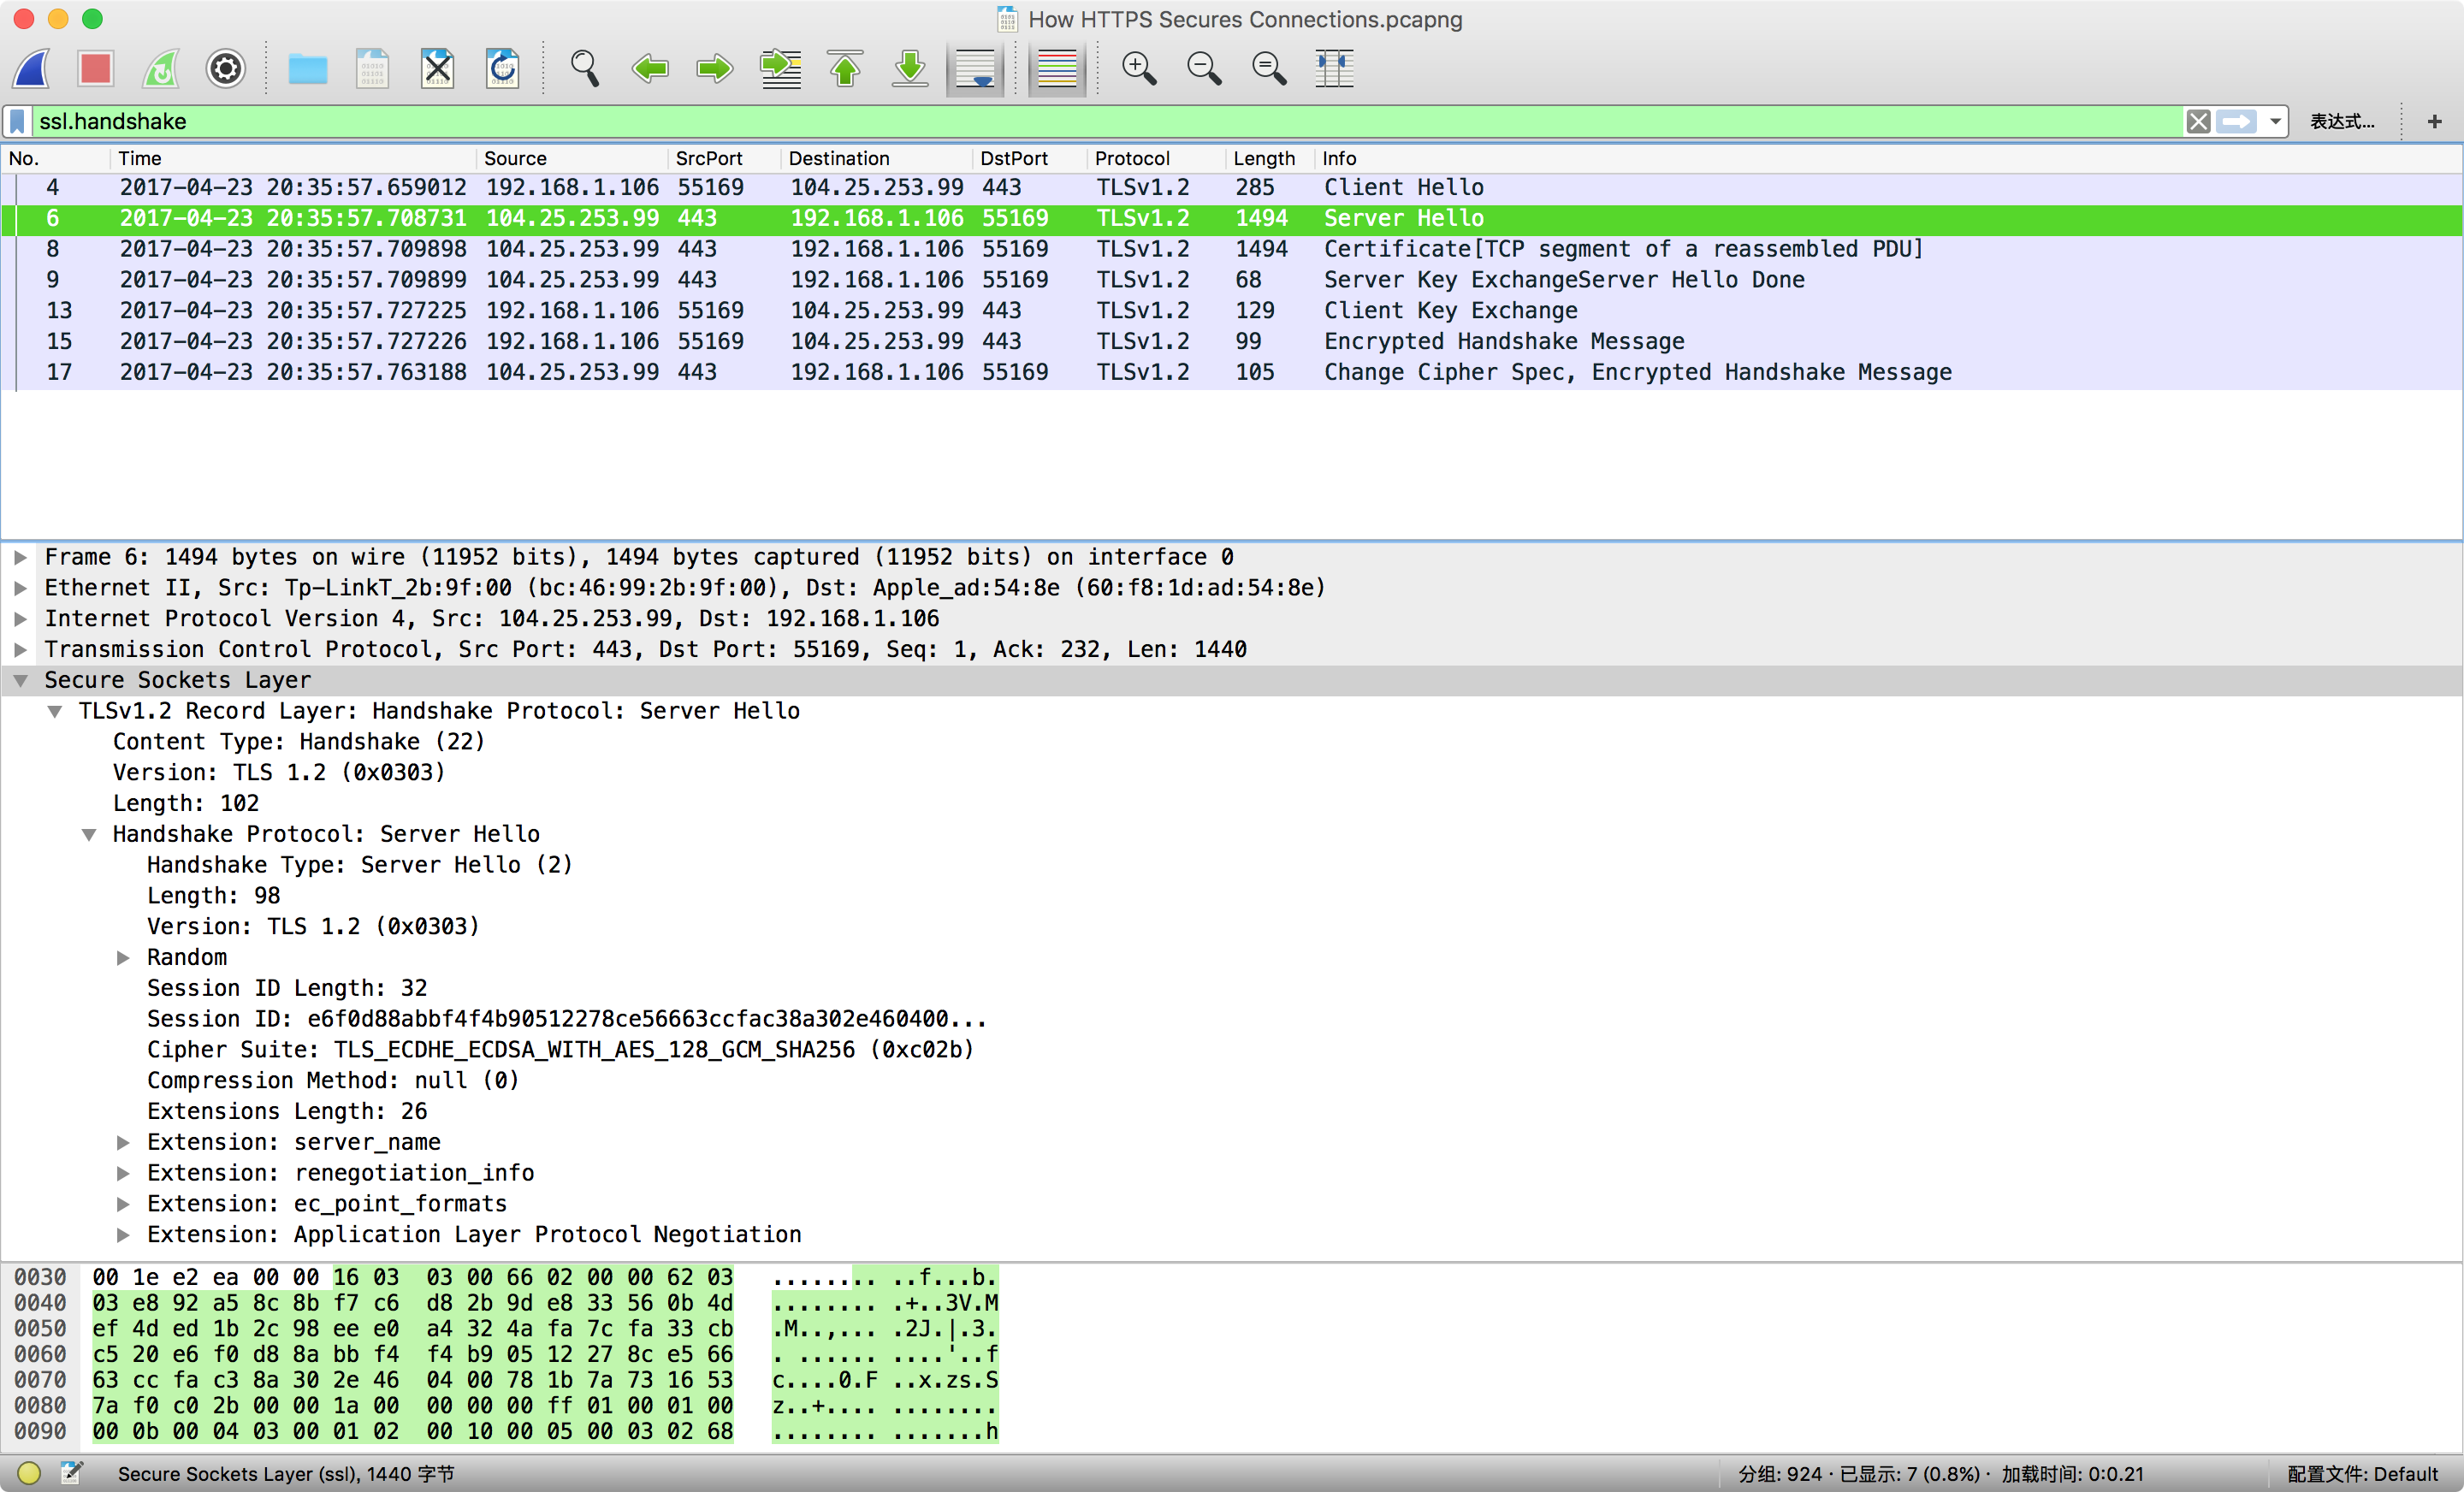 How HTTPS Secures Connections.pcapng
ssl.handshake
表达式...
+
No. Time Source SrcPort Destination DstPort Protocol Length Info
4 2017-04-23 20:35:57.659012 192.168.1.106 55169 104.25.253.99 443 TLSv1.2 285 Client Hello
6 2017-04-23 20:35:57.708731 104.25.253.99 443 192.168.1.106 55169 TLSv1.2 1494 Server Hello
8 2017-04-23 20:35:57.709898 104.25.253.99 443 192.168.1.106 55169 TLSv1.2 1494 Certificate[TCP segment of a reassembled PDU]
9 2017-04-23 20:35:57.709899 104.25.253.99 443 192.168.1.106 55169 TLSv1.2 68 Server Key ExchangeServer Hello Done
13 2017-04-23 20:35:57.727225 192.168.1.106 55169 104.25.253.99 443 TLSv1.2 129 Client Key Exchange
15 2017-04-23 20:35:57.727226 192.168.1.106 55169 104.25.253.99 443 TLSv1.2 99 Encrypted Handshake Message
17 2017-04-23 20:35:57.763188 104.25.253.99 443 192.168.1.106 55169 TLSv1.2 105 Change Cipher Spec, Encrypted Handshake Message
Frame 6: 1494 bytes on wire (11952 bits), 1494 bytes captured (11952 bits) on interface 0
Ethernet II, Src: Tp-LinkT_2b:9f:00 (bc:46:99:2b:9f:00), Dst: Apple_ad:54:8e (60:f8:1d:ad:54:8e)
Internet Protocol Version 4, Src: 104.25.253.99, Dst: 192.168.1.106
Transmission Control Protocol, Src Port: 443, Dst Port: 55169, Seq: 1, Ack: 232, Len: 1440
Secure Sockets Layer
TLSv1.2 Record Layer: Handshake Protocol: Server Hello
Content Type: Handshake (22)
Version: TLS 1.2 (0x0303)
Length: 102
Handshake Protocol: Server Hello
Handshake Type: Server Hello (2)
Length: 98
Version: TLS 1.2 (0x0303)
Random
Session ID Length: 32
Session ID: e6f0d88abbf4f4b90512278ce56663ccfac38a302e460400...
Cipher Suite: TLS_ECDHE_ECDSA_WITH_AES_128_GCM_SHA256 (0xc02b)
Compression Method: null (0)
Extensions Length: 26
Extension: server_name
Extension: renegotiation_info
Extension: ec_point_formats
Extension: Application Layer Protocol Negotiation
0030 00 1e e2 ea 00 00 16 03 03 00 66 02 00 00 62 03 ........ ..f...b.
0040 03 e8 92 a5 8c 8b f7 c6 d8 2b 9d e8 33 56 0b 4d ........ .+..3V.M
0050 ef 4d ed 1b 2c 98 ee e0 a4 32 4a fa 7c fa 33 cb .M..,... .2J.|.3.
0060 c5 20 e6 f0 d8 8a bb f4 f4 b9 05 12 27 8c e5 66 . ...... ....'..f
0070 63 cc fa c3 8a 30 2e 46 04 00 78 1b 7a 73 16 53 c....0.F ..x.zs.S
0080 7a f0 c0 2b 00 00 1a 00 00 00 00 ff 01 00 01 00 z..+.... ........
0090 00 0b 00 04 03 00 01 02 00 10 00 05 00 03 02 68 ........ .......h
Secure Sockets Layer (ssl), 1440 字节
分组: 924 · 已显示: 7 (0.8%) · 加载时间: 0:0.21
配置文件: Default